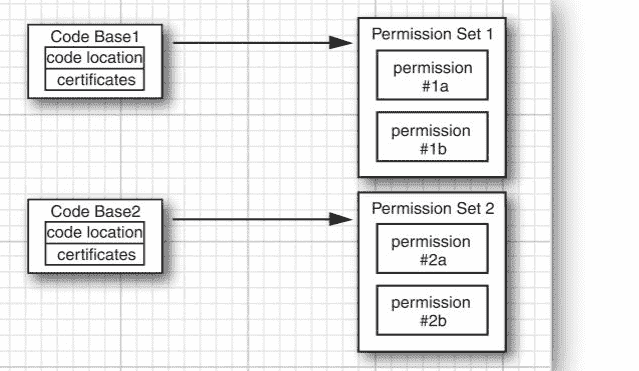 Code Base1
code location
certificates
Permission Set 1
permission
#1a
permission
#1b
Code Base2
code location
certificates
Permission Set 2
permission
#2a
permission
#2b